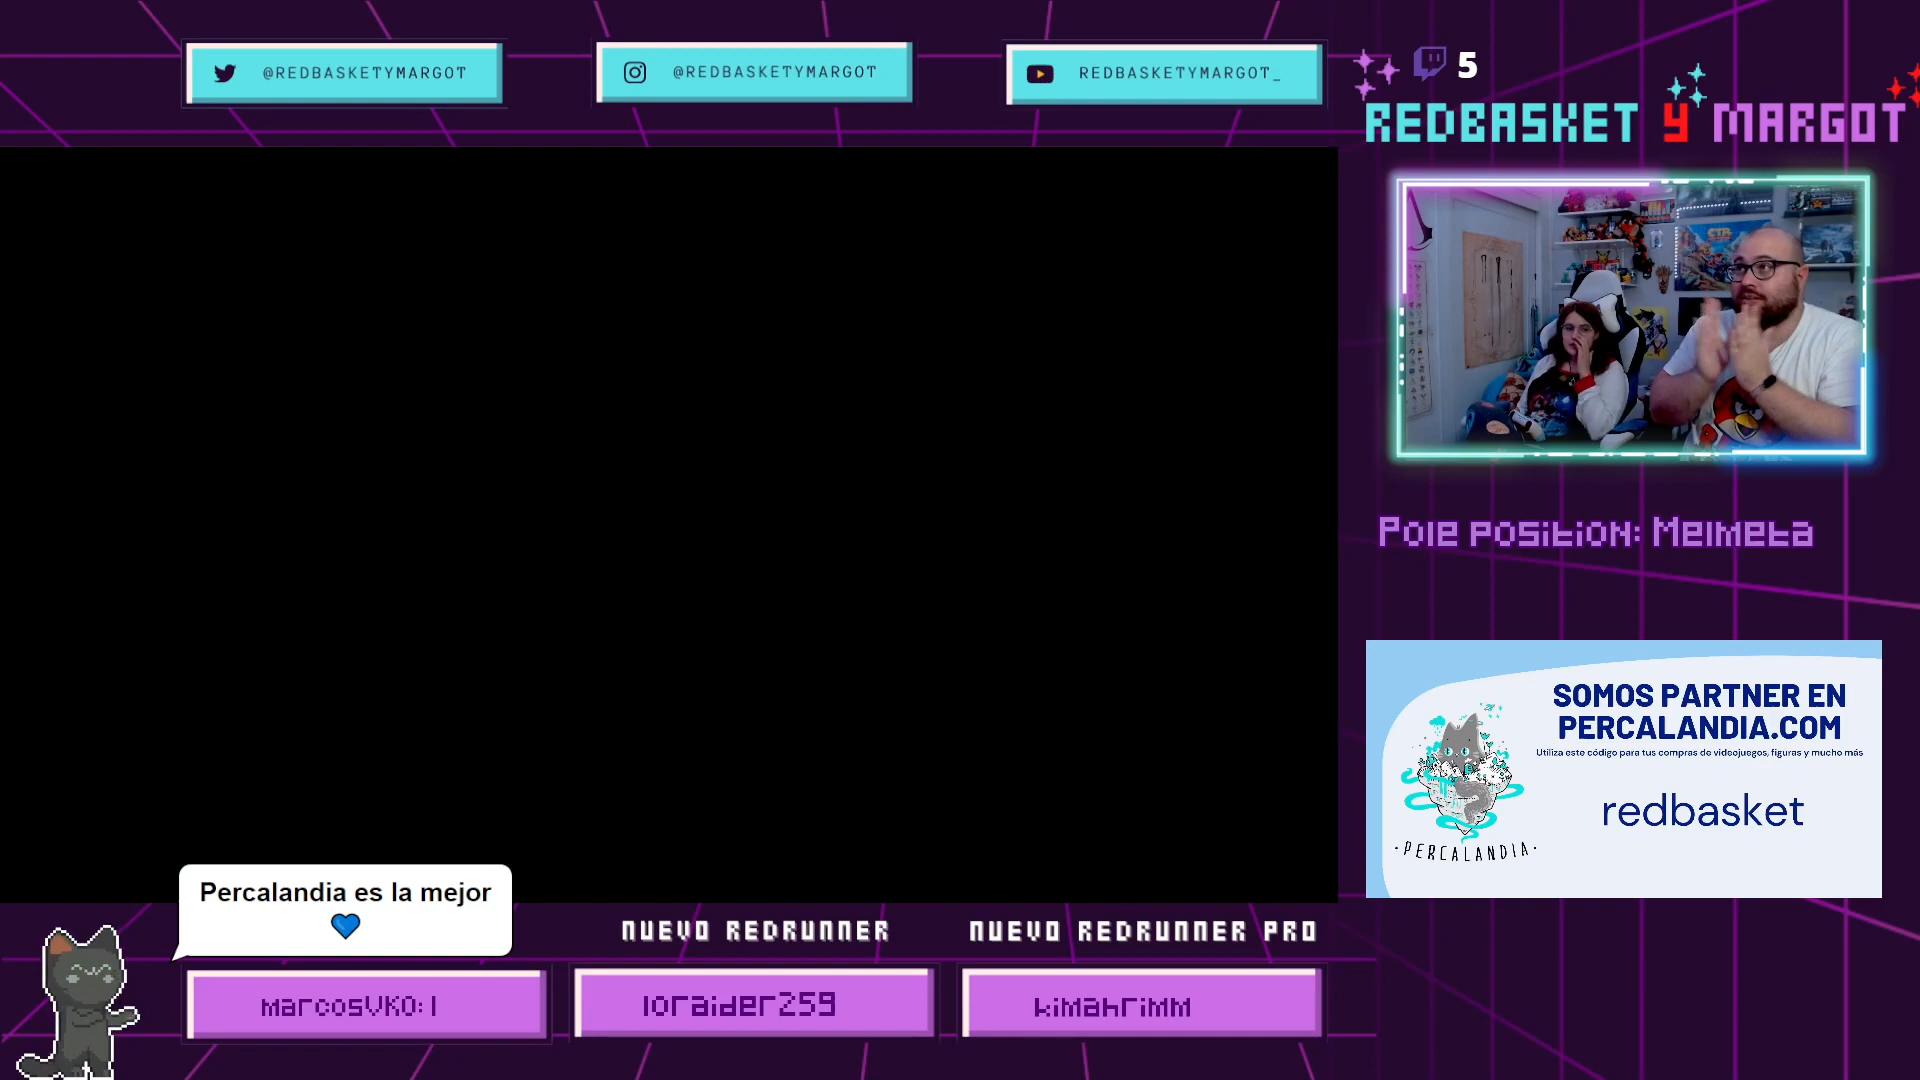 @REDBASKETYMARGOT
@REDBASKETYMARGOT
REDBASKETYMARGOT_
5
REDBASKET Y MARGOT
Pole position: Melmeta
SOMOS PARTNER EN
PERCALANDIA.COM
Utiliza este código para tus compras de videojuegos, figuras y mucho más
redbasket
·PERCALANDIA·
Percalandia es la mejor
💙
NUEVO REDRUNNER
NUEVO REDRUNNER PRO
marcosVKO: 1
loraider259
kimahrimm